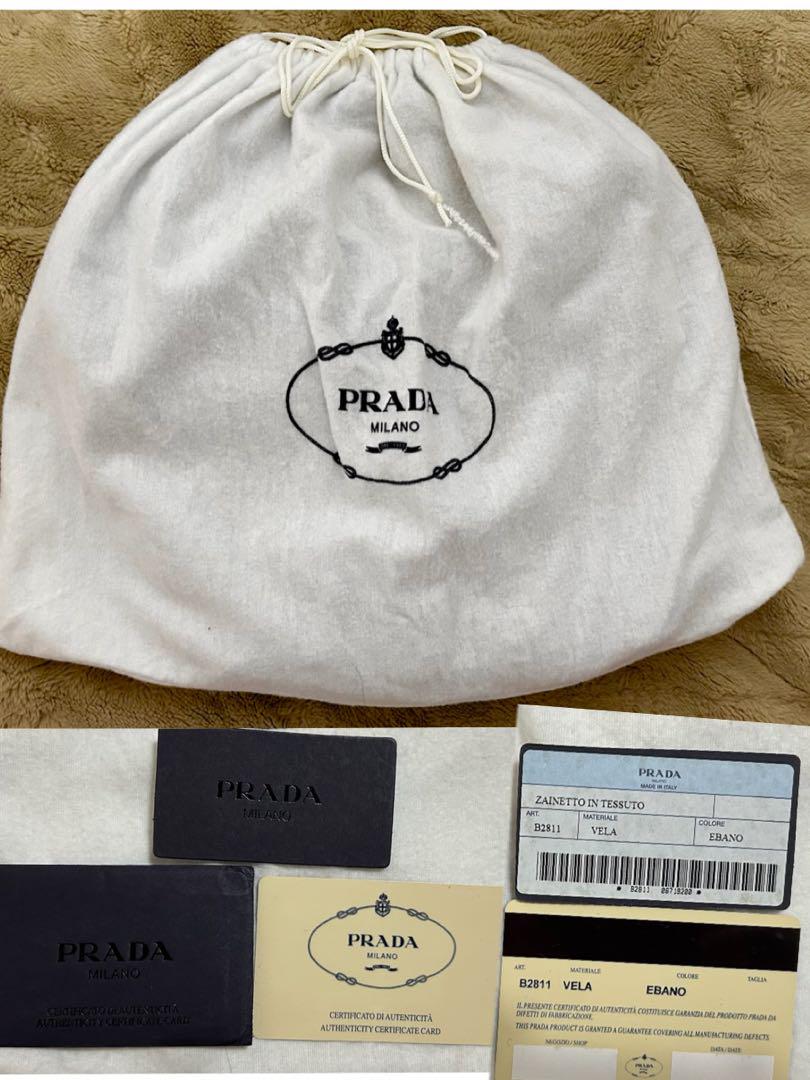 PRADA
MILANO
PRADA
MILANO
PRADA
MILANO
CERTIFICATO DI AUTENTICITÀ
AUTHENTICITY CERTIFICATE CARD
PRADA
MILANO
CERTIFICATO DI AUTENTICITÀ
AUTHENTICITY CERTIFICATE CARD
PRADA
MILANO
MADE IN ITALY
ZAINETTO IN TESSUTO
ART. MATERIALE COLORE
B2811 VELA EBANO
* B2811 06718200 *
ART. MATERIALE COLORE TAGLIA
B2811 VELA EBANO
IL PRESENTE CERTIFICATO DI AUTENTICITÀ COSTITUISCE GARANZIA DEL PRODOTTO PRADA DA
DIFETTI DI FABBRICAZIONE.
THIS PRADA PRODUCT IS GRANTED A GUARANTEE COVERING ALL MANUFACTURING DEFECTS.
NEGOZIO / SHOP DATA / DATE